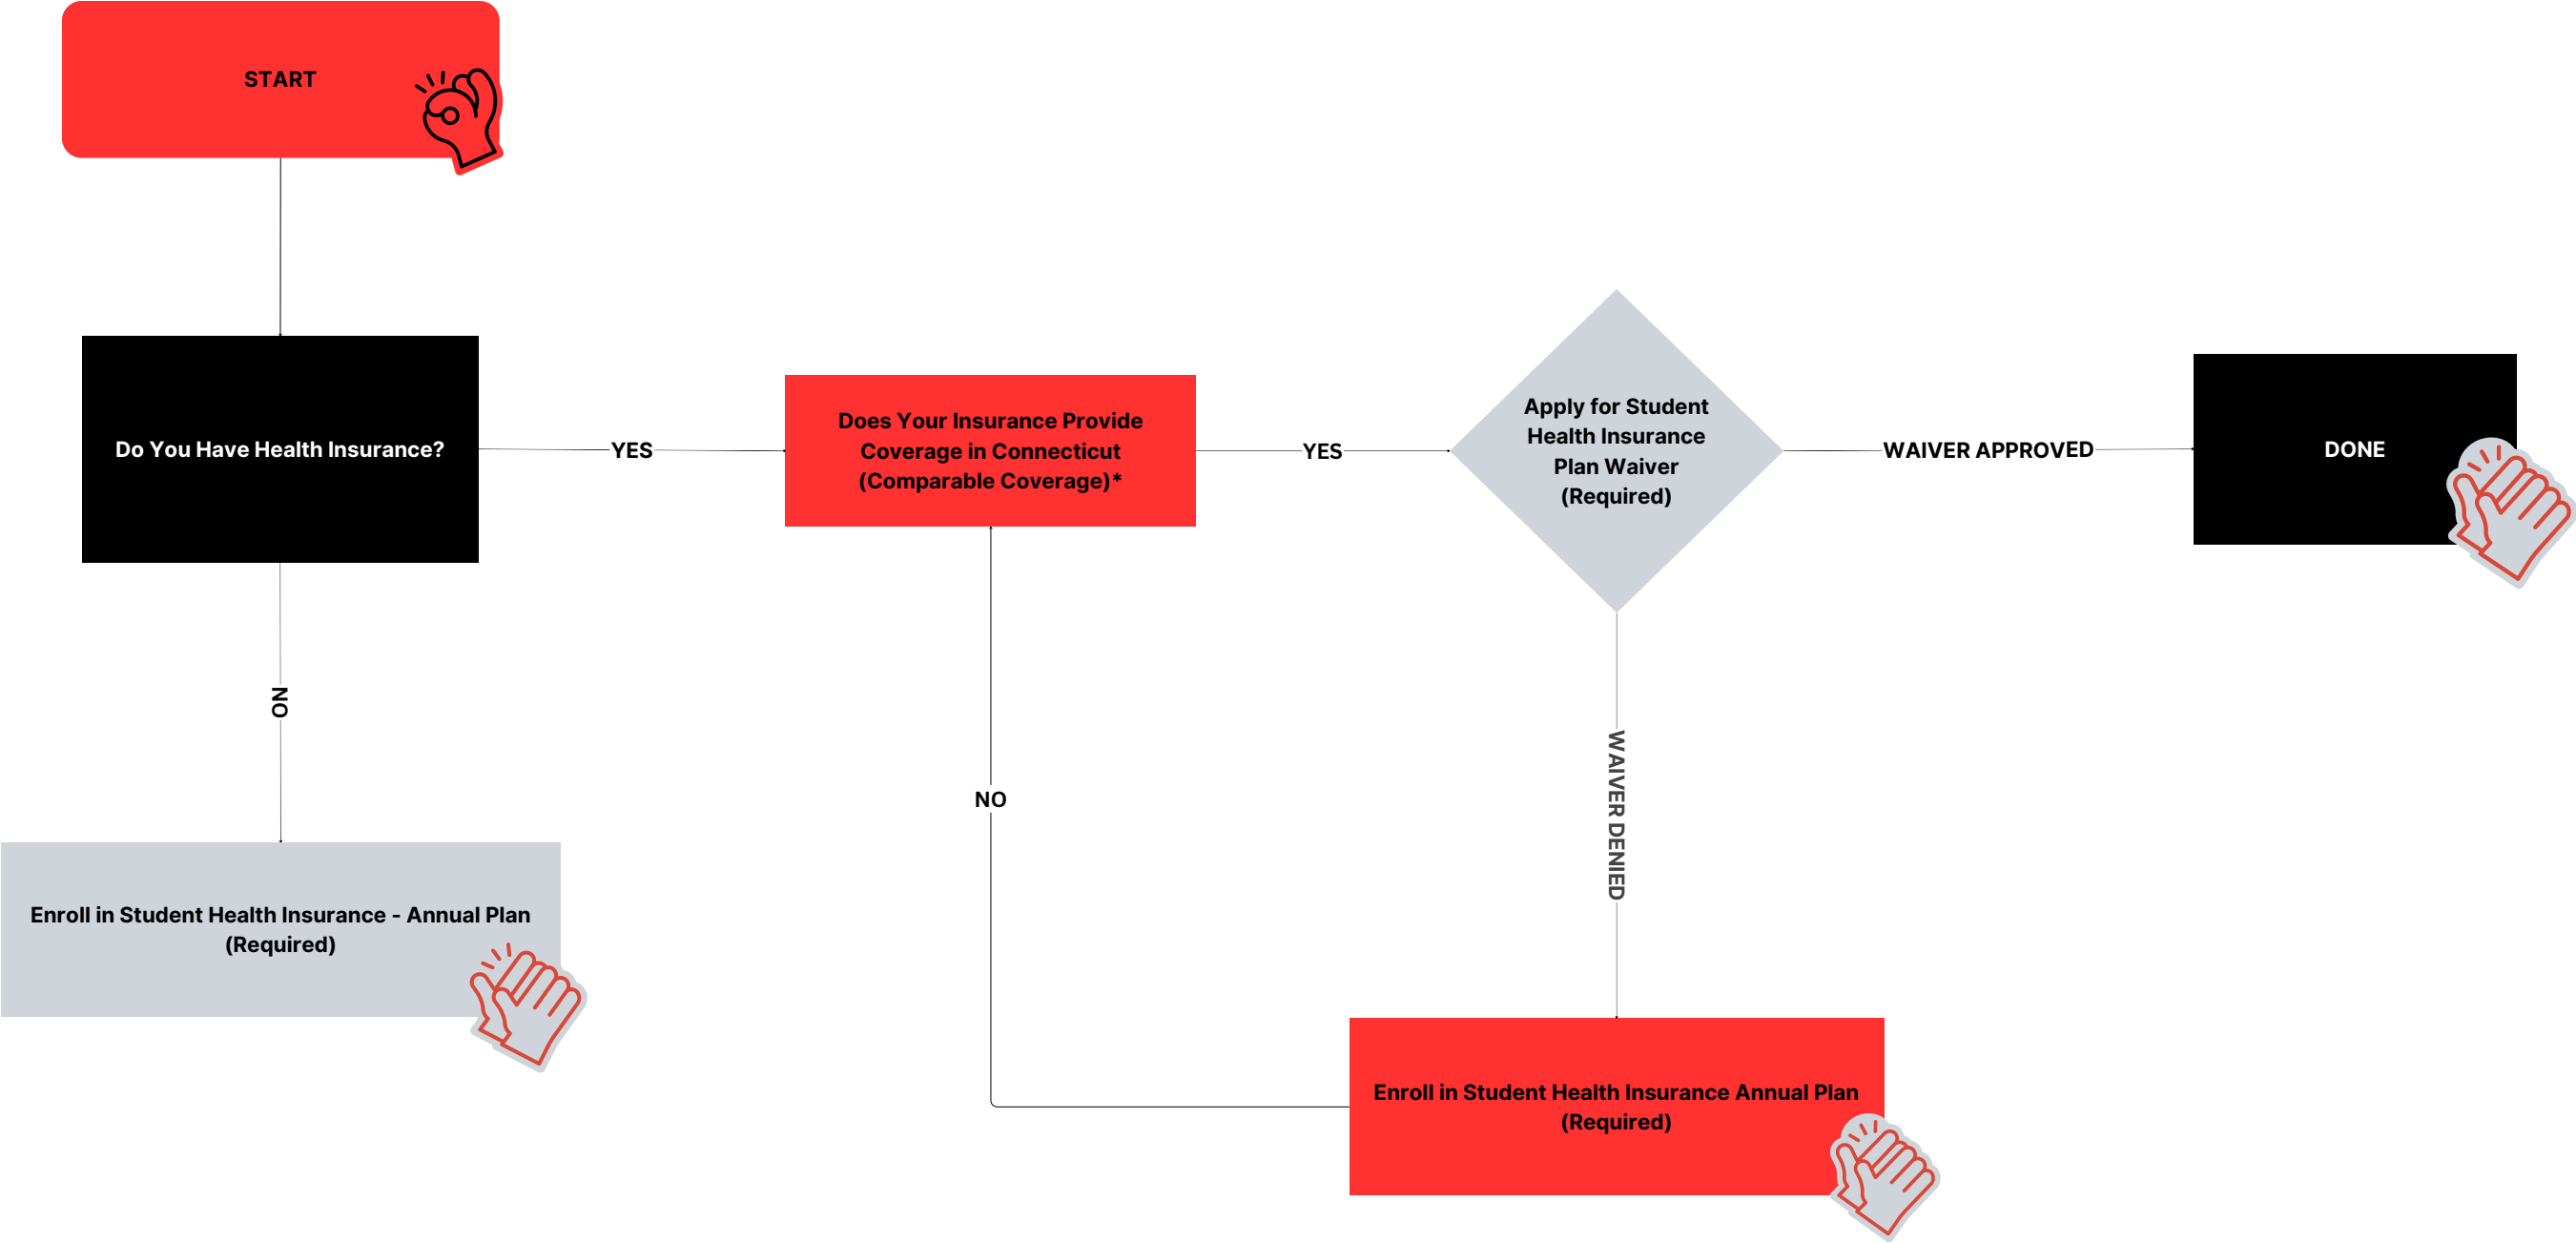 START
Do You Have Health Insurance?
YES
Does Your Insurance Provide
Coverage in Connecticut
(Comparable Coverage)*
YES
Apply for Student
Health Insurance
Plan Waiver
(Required)
WAIVER APPROVED
DONE
NO
NO
WAIVER DENIED
Enroll in Student Health Insurance - Annual Plan
(Required)
Enroll in Student Health Insurance Annual Plan
(Required)